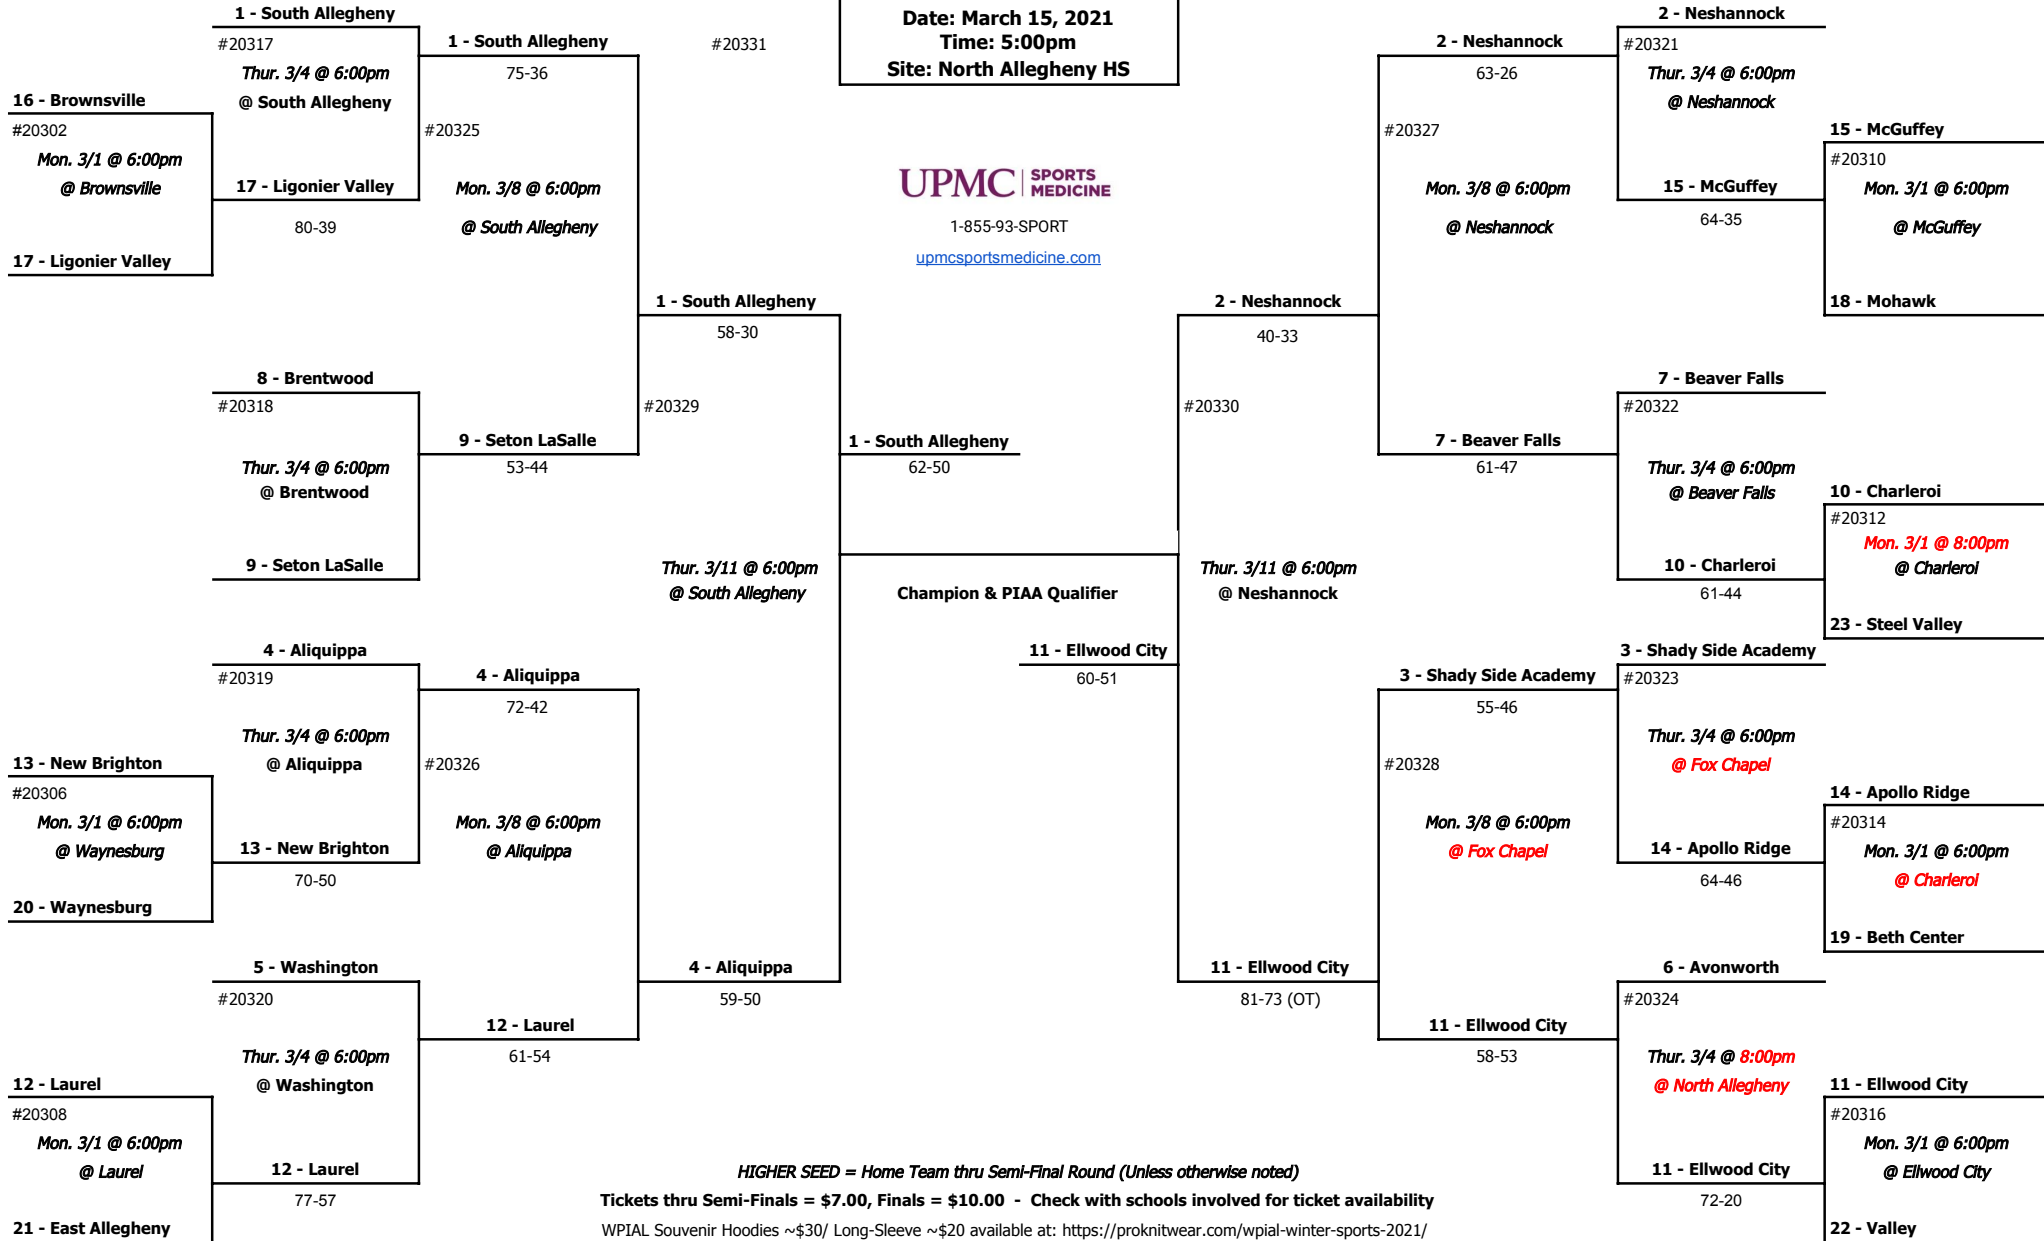 Date: March 15, 2021
Time: 5:00pm
Site: North Allegheny HS
#20331
UPMC | SPORTS MEDICINE
1-855-93-SPORT
upmcsportsmedicine.com
16 - Brownsville
#20302
Mon. 3/1 @ 6:00pm
@ Brownsville
17 - Ligonier Valley
13 - New Brighton
#20306
Mon. 3/1 @ 6:00pm
@ Waynesburg
20 - Waynesburg
12 - Laurel
#20308
Mon. 3/1 @ 6:00pm
@ Laurel
21 - East Allegheny
1 - South Allegheny
#20317
Thur. 3/4 @ 6:00pm
@ South Allegheny
17 - Ligonier Valley
80-39
8 - Brentwood
#20318
Thur. 3/4 @ 6:00pm
@ Brentwood
9 - Seton LaSalle
4 - Aliquippa
#20319
Thur. 3/4 @ 6:00pm
@ Aliquippa
13 - New Brighton
70-50
5 - Washington
#20320
Thur. 3/4 @ 6:00pm
@ Washington
12 - Laurel
77-57
1 - South Allegheny
75-36
#20325
Mon. 3/8 @ 6:00pm
@ South Allegheny
9 - Seton LaSalle
53-44
4 - Aliquippa
72-42
#20326
Mon. 3/8 @ 6:00pm
@ Aliquippa
12 - Laurel
61-54
1 - South Allegheny
58-30
#20329
Thur. 3/11 @ 6:00pm
@ South Allegheny
4 - Aliquippa
59-50
1 - South Allegheny
62-50
Champion & PIAA Qualifier
11 - Ellwood City
60-51
2 - Neshannock
40-33
#20330
Thur. 3/11 @ 6:00pm
@ Neshannock
11 - Ellwood City
81-73 (OT)
2 - Neshannock
63-26
#20327
Mon. 3/8 @ 6:00pm
@ Neshannock
7 - Beaver Falls
61-47
3 - Shady Side Academy
55-46
#20328
Mon. 3/8 @ 6:00pm
@ Fox Chapel
11 - Ellwood City
58-53
2 - Neshannock
#20321
Thur. 3/4 @ 6:00pm
@ Neshannock
15 - McGuffey
64-35
7 - Beaver Falls
#20322
Thur. 3/4 @ 6:00pm
@ Beaver Falls
10 - Charleroi
61-44
3 - Shady Side Academy
#20323
Thur. 3/4 @ 6:00pm
@ Fox Chapel
14 - Apollo Ridge
64-46
6 - Avonworth
#20324
Thur. 3/4 @ 8:00pm
@ North Allegheny
11 - Ellwood City
72-20
15 - McGuffey
#20310
Mon. 3/1 @ 6:00pm
@ McGuffey
18 - Mohawk
10 - Charleroi
#20312
Mon. 3/1 @ 8:00pm
@ Charleroi
23 - Steel Valley
14 - Apollo Ridge
#20314
Mon. 3/1 @ 6:00pm
@ Charleroi
19 - Beth Center
11 - Ellwood City
#20316
Mon. 3/1 @ 6:00pm
@ Ellwood City
22 - Valley
HIGHER SEED = Home Team thru Semi-Final Round (Unless otherwise noted)
Tickets thru Semi-Finals = $7.00, Finals = $10.00 - Check with schools involved for ticket availability
WPIAL Souvenir Hoodies ~$30/ Long-Sleeve ~$20 available at: https://proknitwear.com/wpial-winter-sports-2021/